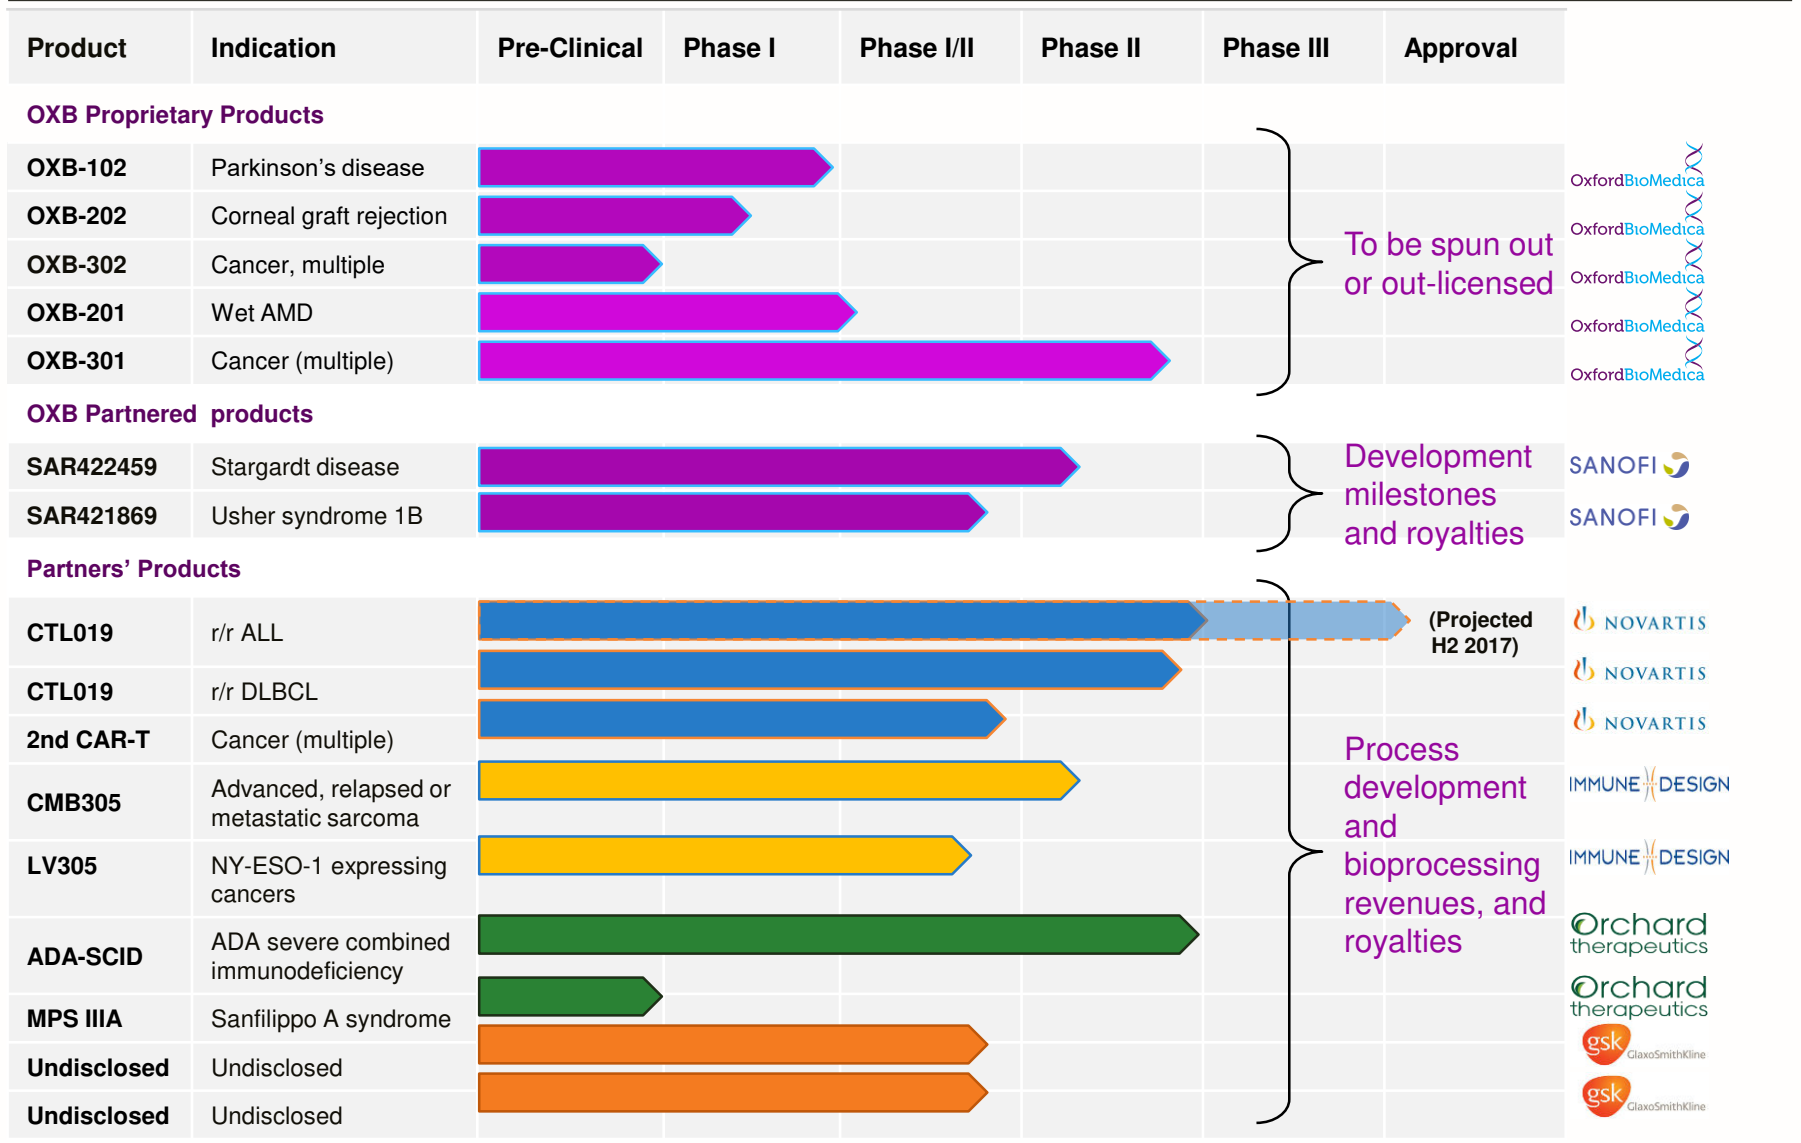 Product Indication Pre-Clinical Phase I Phase I/II Phase II Phase III Approval
OXB Proprietary Products
OXB-102 Parkinson’s disease OxfordBioMedica
OXB-202 Corneal graft rejection OxfordBioMedica
OXB-302 Cancer, multiple OxfordBioMedica
OXB-201 Wet AMD OxfordBioMedica
OXB-301 Cancer (multiple) OxfordBioMedica
To be spun out
or out-licensed
OXB Partnered products
SAR422459 Stargardt disease SANOFI
SAR421869 Usher syndrome 1B SANOFI
Development
milestones
and royalties
Partners’ Products
CTL019 r/r ALL NOVARTIS
(Projected
H2 2017)
CTL019 r/r DLBCL NOVARTIS
2nd CAR-T Cancer (multiple) NOVARTIS
CMB305 Advanced, relapsed or
metastatic sarcoma
IMMUNE DESIGN
LV305 NY-ESO-1 expressing
cancers
IMMUNE DESIGN
ADA-SCID ADA severe combined
immunodeficiency
Orchard
therapeutics
MPS IIIA Sanfilippo A syndrome
Orchard
therapeutics
Undisclosed Undisclosed gsk GlaxoSmithKline
Undisclosed Undisclosed gsk GlaxoSmithKline
Process
development
and
bioprocessing
revenues, and
royalties